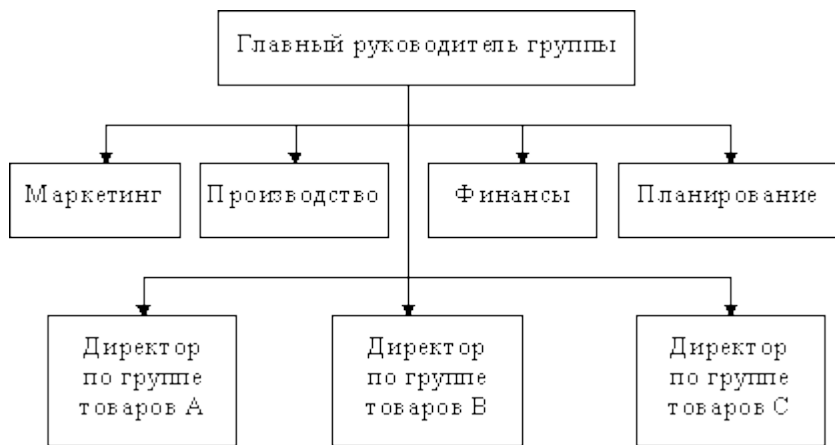 Главный руководитель группы
Маркетинг
Производство
Финансы
Планирование
Директор
по группе
товаров А
Директор
по группе
товаров В
Директор
по группе
товаров С